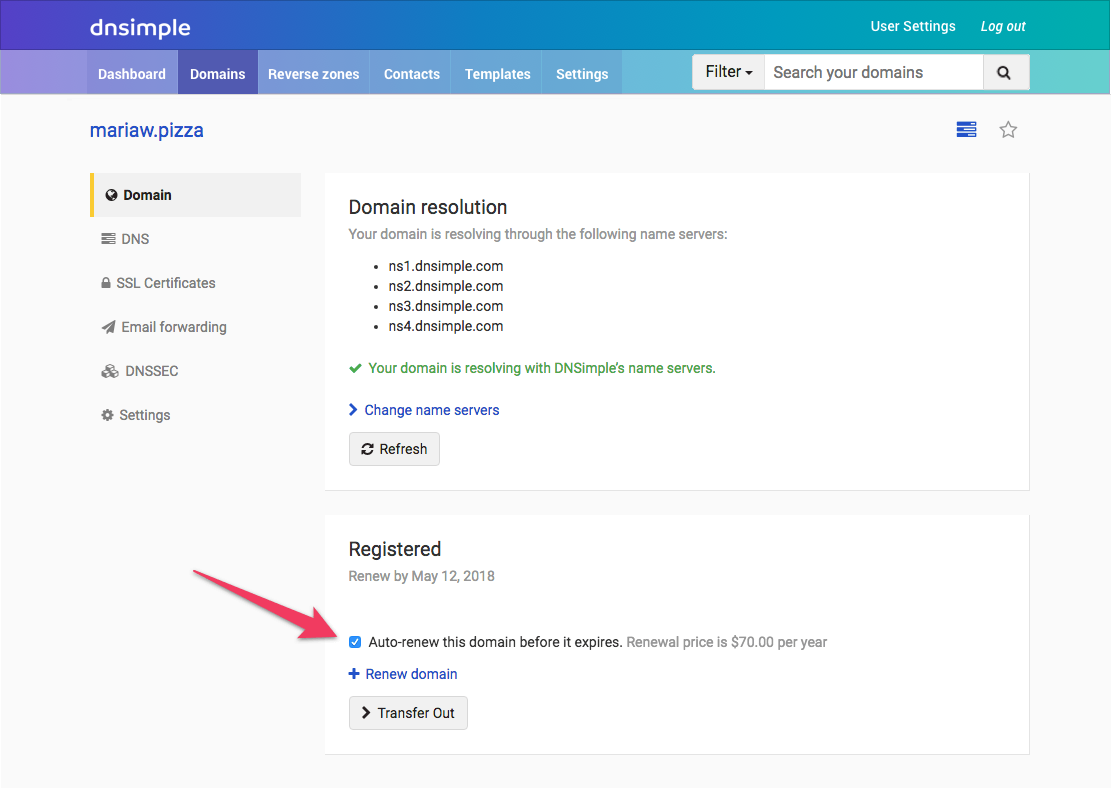 dnsimple
User Settings Log out
Dashboard Domains Reverse zones Contacts Templates Settings Filter Search your domains
mariaw.pizza
Domain
DNS
SSL Certificates
Email forwarding
DNSSEC
Settings
Domain resolution
Your domain is resolving through the following name servers:
ns1.dnsimple.com
ns2.dnsimple.com
ns3.dnsimple.com
ns4.dnsimple.com
Your domain is resolving with DNSimple's name servers.
Change name servers
Refresh
Registered
Renew by May 12, 2018
Auto-renew this domain before it expires. Renewal price is $70.00 per year
Renew domain
Transfer Out